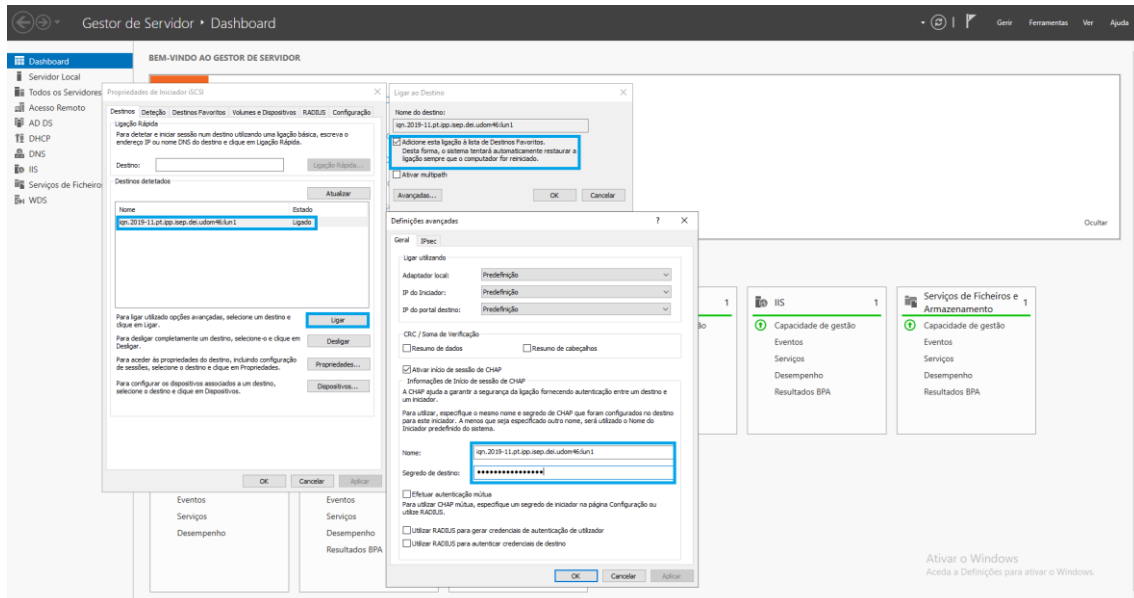 Gestor de Servidor • Dashboard
Gerir Ferramentas Ver Ajuda
Dashboard
Servidor Local
Todos os Servidores
Acesso Remoto
AD DS
DHCP
DNS
IIS
Serviços de Ficheiro
WDS
BEM-VINDO AO GESTOR DE SERVIDOR
Propriedades de Iniciador iSCSI
Destinos Deteção Destinos Favoritos Volumes e Dispositivos RADIUS Configuração
Ligação Rápida
Para detetar e iniciar sessão num destino utilizando uma ligação básica, escreva o
endereço IP ou nome DNS do destino e clique em Ligação Rápida.
Destino:
Ligação Rápida...
Destinos detetados
Atualizar
Nome Estado
iqn.2019-11.pt.ipp.isep.dei.udom46:lun1 Ligado
Para ligar utilizado opções avançadas, selecione um destino e
clique em Ligar.
Ligar
Para desligar completamente um destino, selecione-o e clique em
Desligar.
Desligar
Para aceder às propriedades do destino, incluindo configuração
de sessões, selecione o destino e clique em Propriedades.
Propriedades...
Para configurar os dispositivos associados a um destino,
selecione o destino e clique em Dispositivos.
Dispositivos...
OK Cancelar Aplicar
Ligar ao Destino
Nome do destino:
iqn.2019-11.pt.ipp.isep.dei.udom46:lun1
Adicione esta ligação à lista de Destinos Favoritos.
Desta forma, o sistema tentará automaticamente restaurar a
ligação sempre que o computador for reiniciado.
Ativar multipath
Avançadas... OK Cancelar
Definições avançadas ?
Geral IPsec
Ligar utilizando
Adaptador local: Predefinição
IP do Iniciador: Predefinição
IP do portal destino: Predefinição
CRC / Soma de Verificação
Resumo de dados Resumo de cabeçalhos
Ativar início de sessão de CHAP
Informações de Início de sessão de CHAP
A CHAP ajuda a garantir a segurança da ligação fornecendo autenticação entre um destino e
um iniciador.
Para utilizar, especifique o mesmo nome e segredo de CHAP que foram configurados no destino
para este iniciador. A menos que seja especificado outro nome, será utilizado o Nome do
Iniciador predefinido do sistema.
Nome: iqn.2019-11.pt.ipp.isep.dei.udom46:lun1
Segredo de destino: ••••••••••••••••
Efetuar autenticação mútua
Para utilizar CHAP mútua, especifique um segredo de iniciador na página Configuração ou
utilize RADIUS.
Utilizar RADIUS para gerar credenciais de autenticação de utilizador
Utilizar RADIUS para autenticar credenciais de destino
OK Cancelar Aplicar
Ocultar
1
IIS 1
Capacidade de gestão
Eventos
Serviços
Desempenho
Resultados BPA
Serviços de Ficheiros e
Armazenamento 1
Capacidade de gestão
Eventos
Serviços
Desempenho
Resultados BPA
Eventos
Serviços
Desempenho
Eventos
Serviços
Desempenho
Resultados BPA
Ativar o Windows
Aceda a Definições para ativar o Windows.